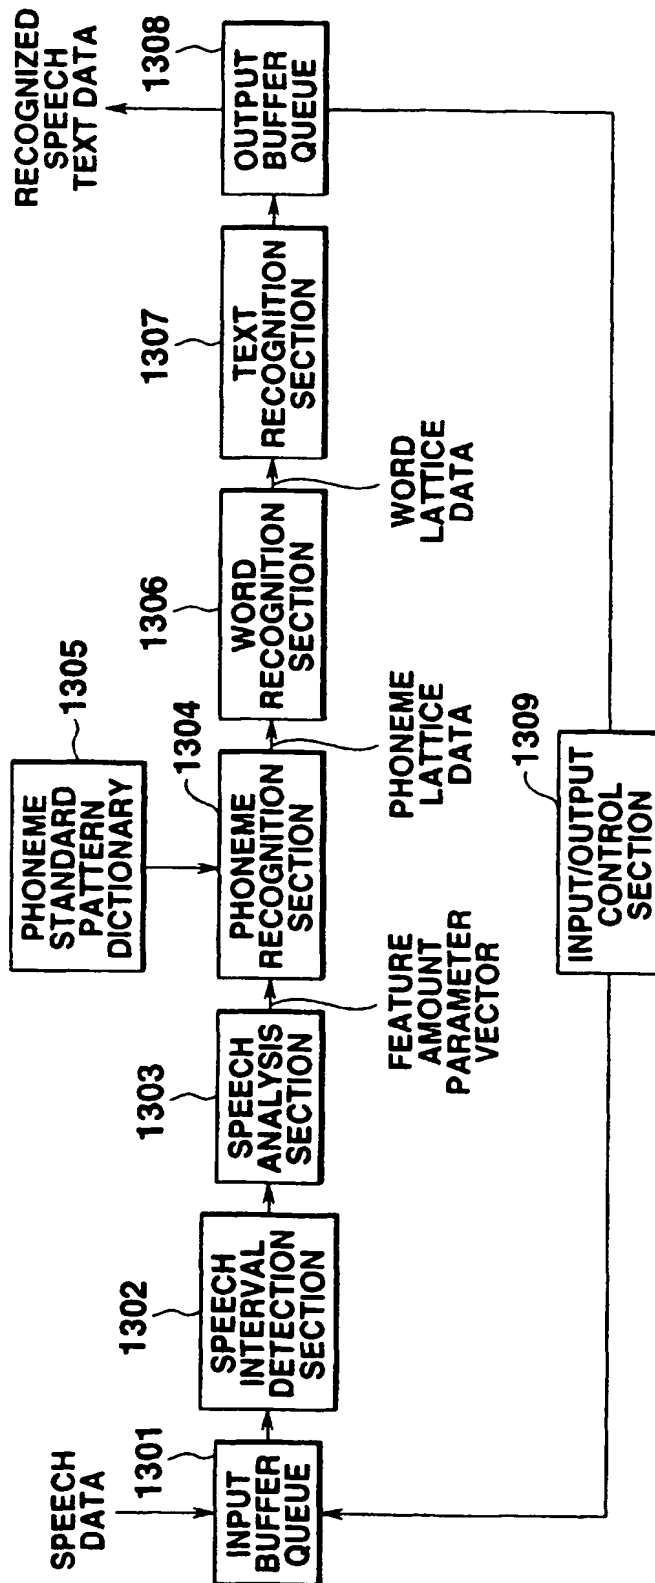 SPEECH
DATA
1301
INPUT
BUFFER
QUEUE
1302
SPEECH
INTERVAL
DETECTION
SECTION
1303
SPEECH
ANALYSIS
SECTION
FEATURE
AMOUNT
PARAMETER
VECTOR
PHONEME
STANDARD
PATTERN
DICTIONARY
1305
1304
PHONEME
RECOGNITION
SECTION
PHONEME
LATTICE
DATA
1306
WORD
RECOGNITION
SECTION
WORD
LATTICE
DATA
1307
TEXT
RECOGNITION
SECTION
RECOGNIZED
SPEECH
TEXT DATA
1308
OUTPUT
BUFFER
QUEUE
1309
INPUT/OUTPUT
CONTROL
SECTION